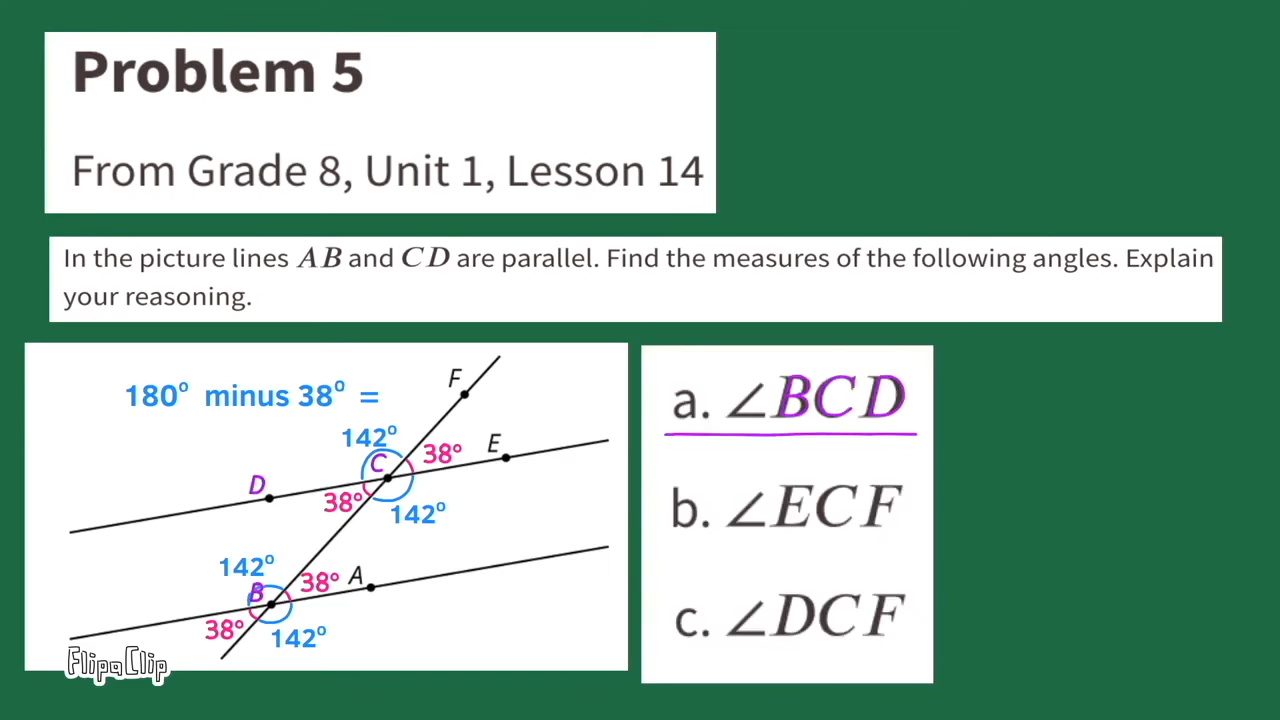 Problem 5
From Grade 8, Unit 1, Lesson 14
In the picture lines AB and CD are parallel. Find the measures of the following angles. Explain
your reasoning.
180° minus 38° =
F
142°
C
38°
E
D
38°
142°
142°
B
38°
A
38°
142°
FlipaClip
a. ∠BCD
b. ∠ECF
c. ∠DCF